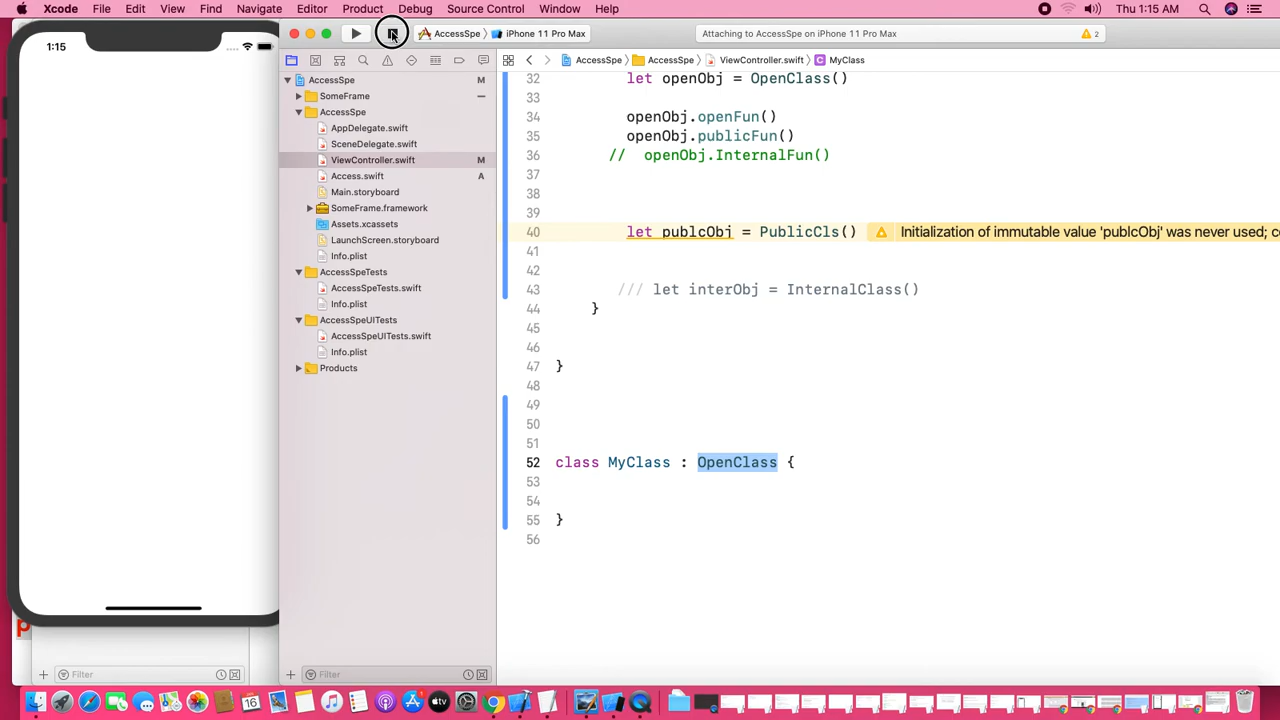 Xcode File Edit View Find Navigate Editor Product Debug Source Control Window Help Thu 1:15 AM
1:15
AccessSpe iPhone 11 Pro Max Attaching to AccessSpe on iPhone 11 Pro Max 2
AccessSpe AccessSpe ViewController.swift MyClass
AccessSpe M
SomeFrame
AccessSpe
AppDelegate.swift
SceneDelegate.swift
ViewController.swift M
Access.swift A
Main.storyboard
SomeFrame.framework
Assets.xcassets
LaunchScreen.storyboard
Info.plist
AccessSpeTests
AccessSpeTests.swift
Info.plist
AccessSpeUITests
AccessSpeUITests.swift
Info.plist
Products
32 let openObj = OpenClass()
33
34 openObj.openFun()
35 openObj.publicFun()
36 // openObj.InternalFun()
37
38
39
40 let publcObj = PublicCls() Initialization of immutable value 'publcObj' was never used; co
41
42
43 /// let interObj = InternalClass()
44 }
45
46
47 }
48
49
50
51
52 class MyClass : OpenClass {
53
54
55 }
56
p
Filter
Filter